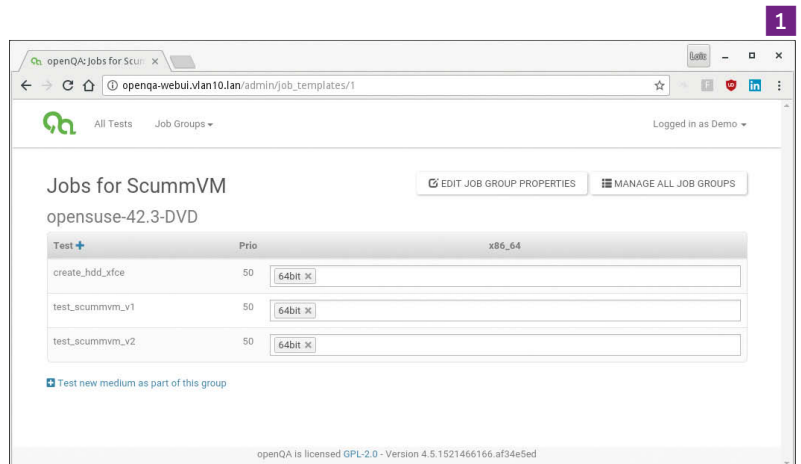 1
openQA: Jobs for Scum
openqa-webui.vlan10.lan/admin/job_templates/1
All Tests Job Groups
Logged in as Demo
Jobs for ScummVM
EDIT JOB GROUP PROPERTIES
MANAGE ALL JOB GROUPS
opensuse-42.3-DVD
Test Prio x86_64
create_hdd_xfce 50 64bit ×
test_scummvm_v1 50 64bit ×
test_scummvm_v2 50 64bit ×
Test new medium as part of this group
openQA is licensed GPL-2.0 - Version 4.5.1521466166.af34e5ed